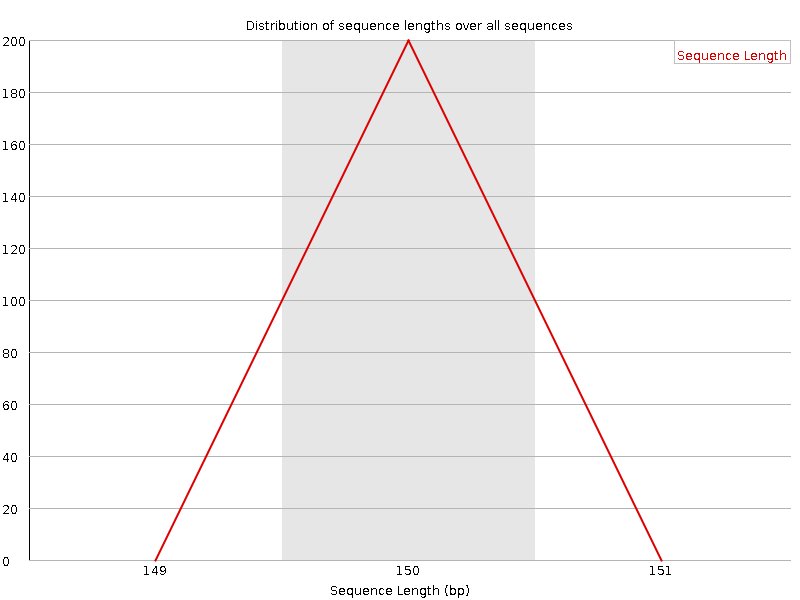 Distribution of sequence lengths over all sequences
Sequence Length
200
180
160
140
120
100
80
60
40
20
0
149 150 151
Sequence Length (bp)